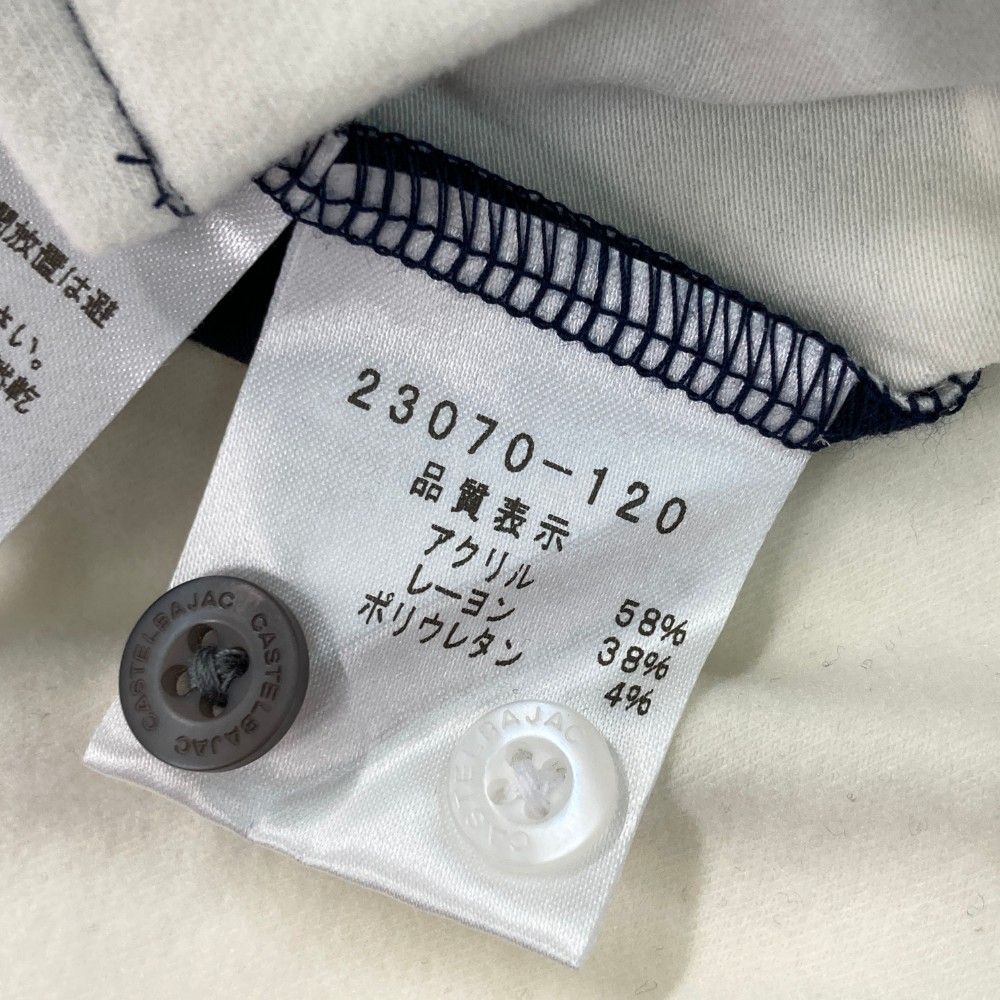 間放置は避
さい。
23070-120
品質表示
アクリル 58%
レーヨン 38%
ポリウレタン 4%
CASTELBAJAC CASTELBAJAC